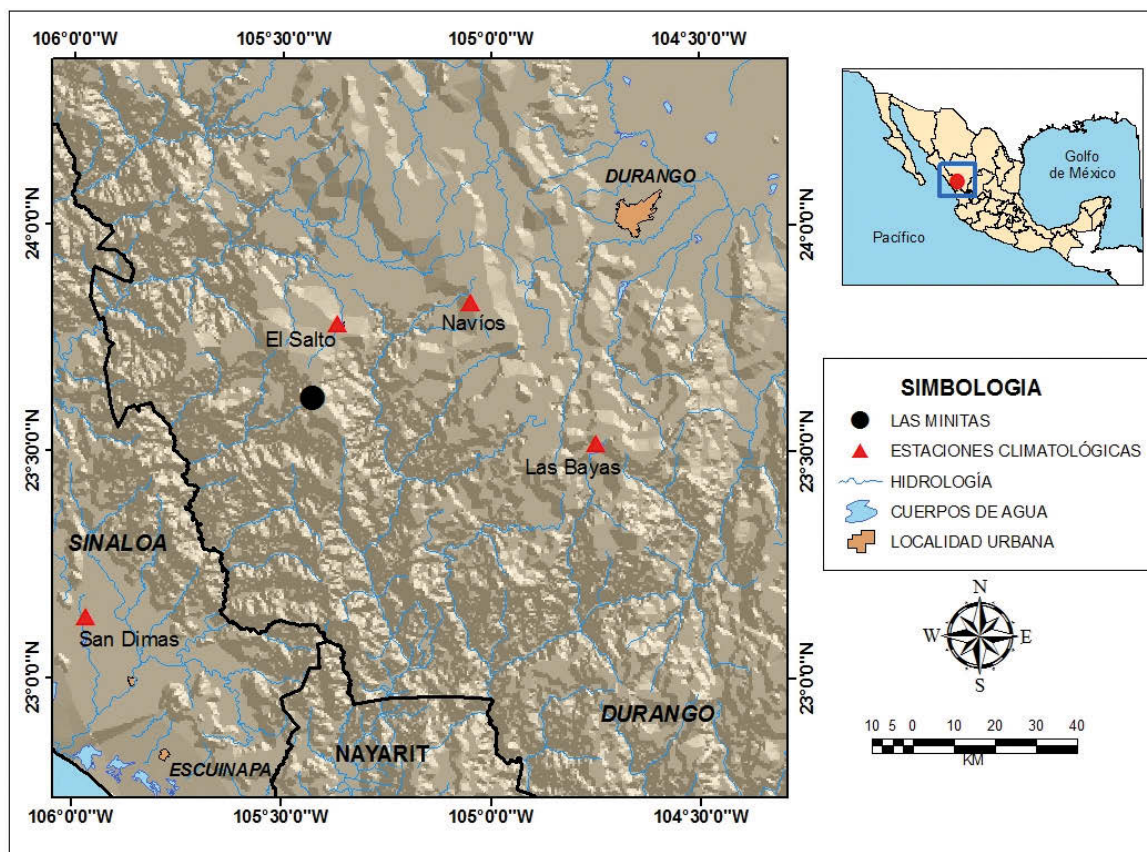 106°0'0"W
105°30'0"W
105°0'0"W
104°30'0"W
24°0'0"N
23°30'0"N
23°0'0"N
24°0'0"N
23°30'0"N
23°0'0"N
DURANGO
El Salto
Navíos
Las Bayas
SINALOA
San Dimas
DURANGO
NAYARIT
ESCUINAPA
106°0'0"W
105°30'0"W
105°0'0"W
104°30'0"W
Golfo
de México
Pacífico
SIMBOLOGIA
LAS MINITAS
ESTACIONES CLIMATOLÓGICAS
HIDROLOGÍA
CUERPOS DE AGUA
LOCALIDAD URBANA
N
W E
S
10 5 0 10 20 30 40
KM